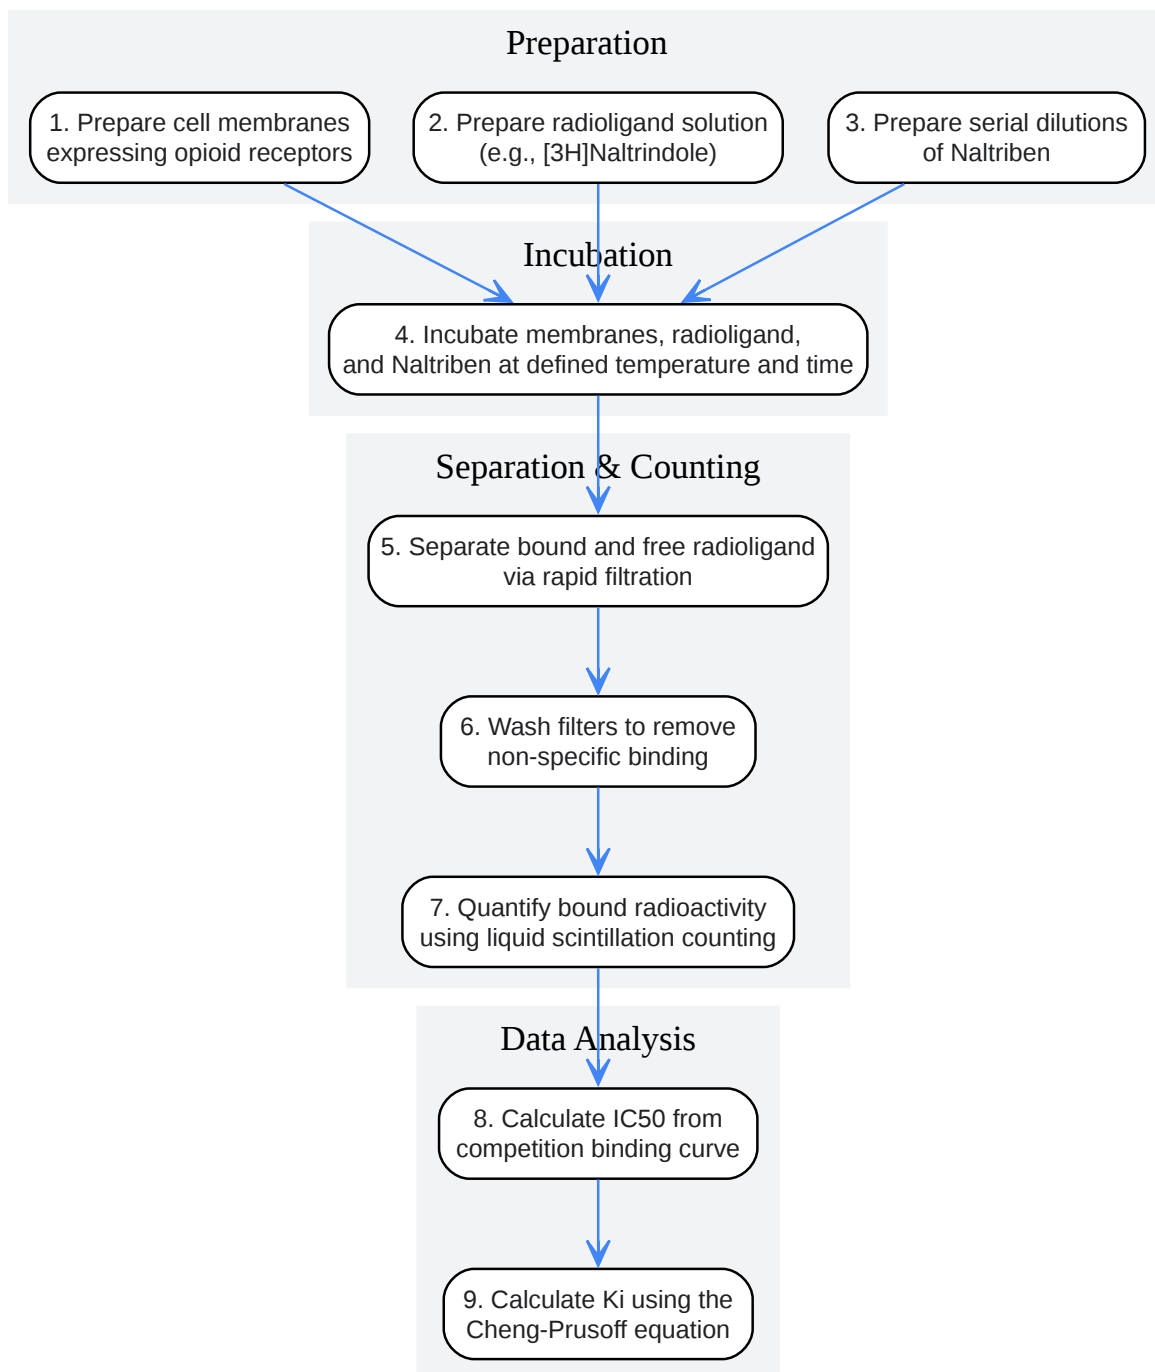 Preparation
1. Prepare cell membranes
expressing opioid receptors
2. Prepare radioligand solution
(e.g., [3H]Naltrindole)
3. Prepare serial dilutions
of Naltriben
Incubation
4. Incubate membranes, radioligand,
and Naltriben at defined temperature and time
Separation & Counting
5. Separate bound and free radioligand
via rapid filtration
6. Wash filters to remove
non-specific binding
7. Quantify bound radioactivity
using liquid scintillation counting
Data Analysis
8. Calculate IC50 from
competition binding curve
9. Calculate Ki using the
Cheng-Prusoff equation